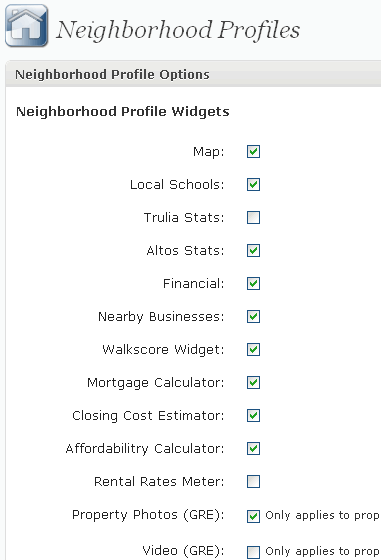 Neighborhood Profiles
Neighborhood Profile Options
Neighborhood Profile Widgets
Map:
Local Schools:
Trulia Stats:
Altos Stats:
Financial:
Nearby Businesses:
Walkscore Widget:
Mortgage Calculator:
Closing Cost Estimator:
Affordabilitry Calculator:
Rental Rates Meter:
Property Photos (GRE): Only applies to prop
Video (GRE): Only applies to prop